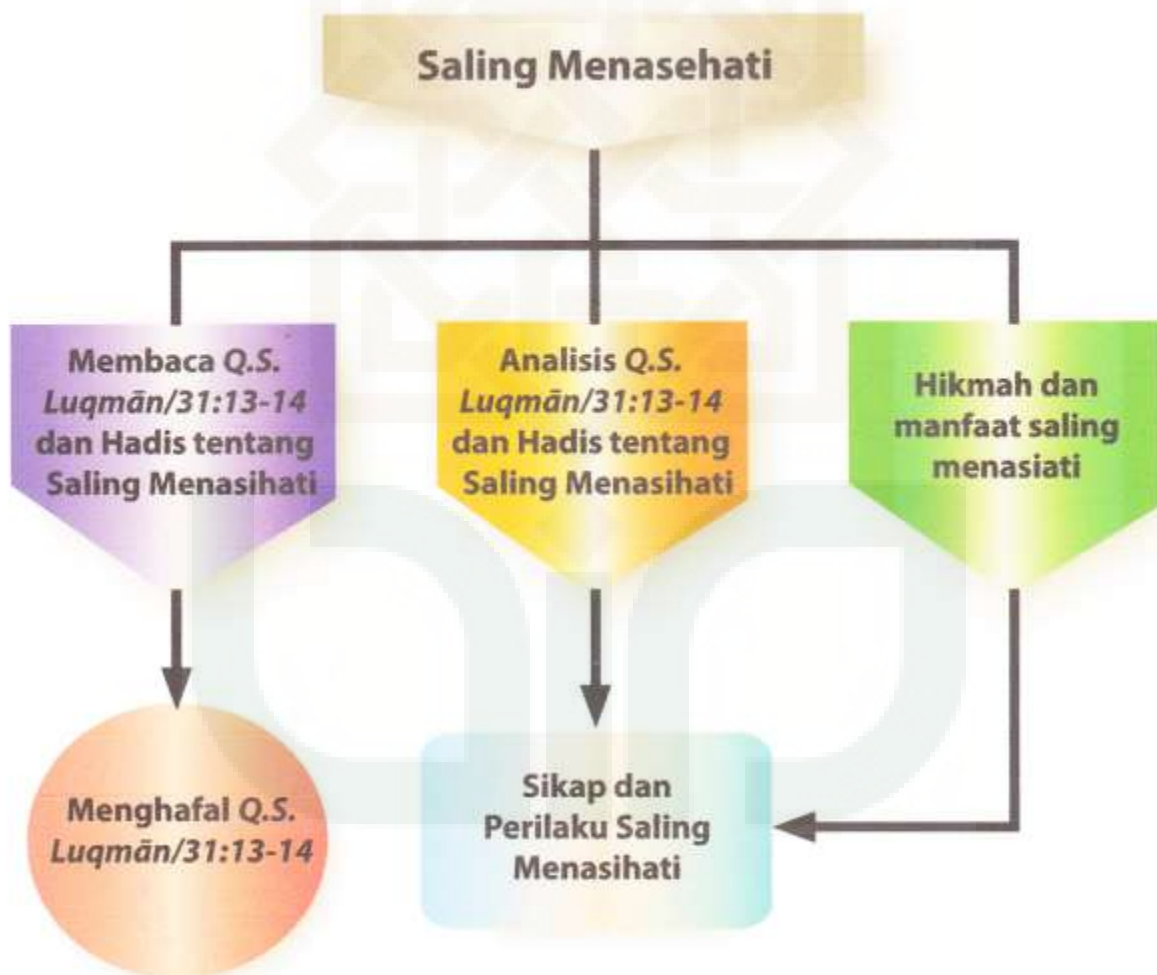 Saling Menasehati
Membaca Q.S.
Luqmān/31:13-14
dan Hadis tentang
Saling Menasihati
Analisis Q.S.
Luqmān/31:13-14
dan Hadis tentang
Saling Menasihati
Hikmah dan
manfaat saling
menasiati
Menghafal Q.S.
Luqmān/31:13-14
Sikap dan
Perilaku Saling
Menasihati